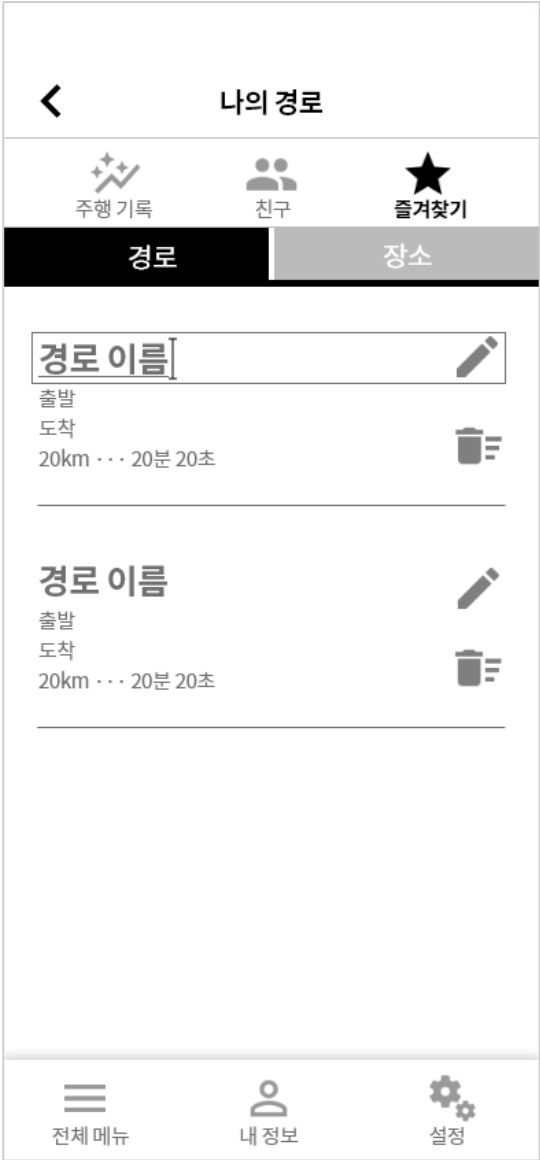 나의 경로
주행 기록 친구 즐겨찾기
경로 장소
경로 이름
출발
도착
20km ··· 20분 20초
경로 이름
출발
도착
20km ··· 20분 20초
전체 메뉴 내 정보 설정